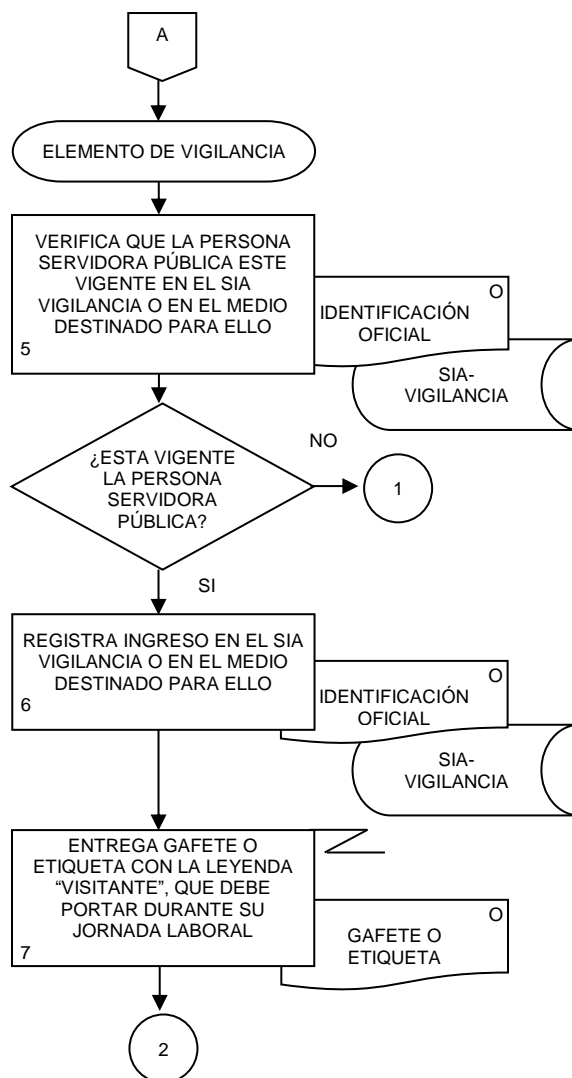 A
ELEMENTO DE VIGILANCIA
VERIFICA QUE LA PERSONA
SERVIDORA PÚBLICA ESTE
VIGENTE EN EL SIA
VIGILANCIA O EN EL MEDIO
DESTINADO PARA ELLO
5
O
IDENTIFICACIÓN
OFICIAL
SIA-
VIGILANCIA
¿ESTA VIGENTE
LA PERSONA
SERVIDORA
PÚBLICA?
NO
1
SI
REGISTRA INGRESO EN EL SIA
VIGILANCIA O EN EL MEDIO
DESTINADO PARA ELLO
6
O
IDENTIFICACIÓN
OFICIAL
SIA-
VIGILANCIA
ENTREGA GAFETE O
ETIQUETA CON LA LEYENDA
“VISITANTE”, QUE DEBE
PORTAR DURANTE SU
JORNADA LABORAL
7
O
GAFETE O
ETIQUETA
2